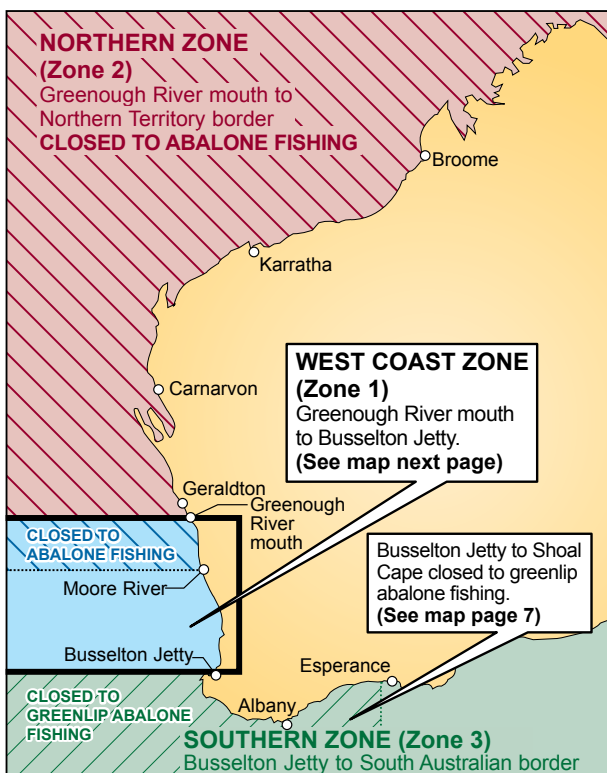 NORTHERN ZONE
(Zone 2)
Greenough River mouth to
Northern Territory border
CLOSED TO ABALONE FISHING
Broome
Karratha
WEST COAST ZONE
(Zone 1)
Greenough River mouth
to Busselton Jetty.
(See map next page)
Carnarvon
Geraldton
Greenough
River
mouth
CLOSED TO
ABALONE FISHING
Moore River
Busselton Jetty to Shoal
Cape closed to greenlip
abalone fishing.
(See map page 7)
Busselton Jetty
Esperance
CLOSED TO
GREENLIP ABALONE
FISHING
Albany
SOUTHERN ZONE (Zone 3)
Busselton Jetty to South Australian border